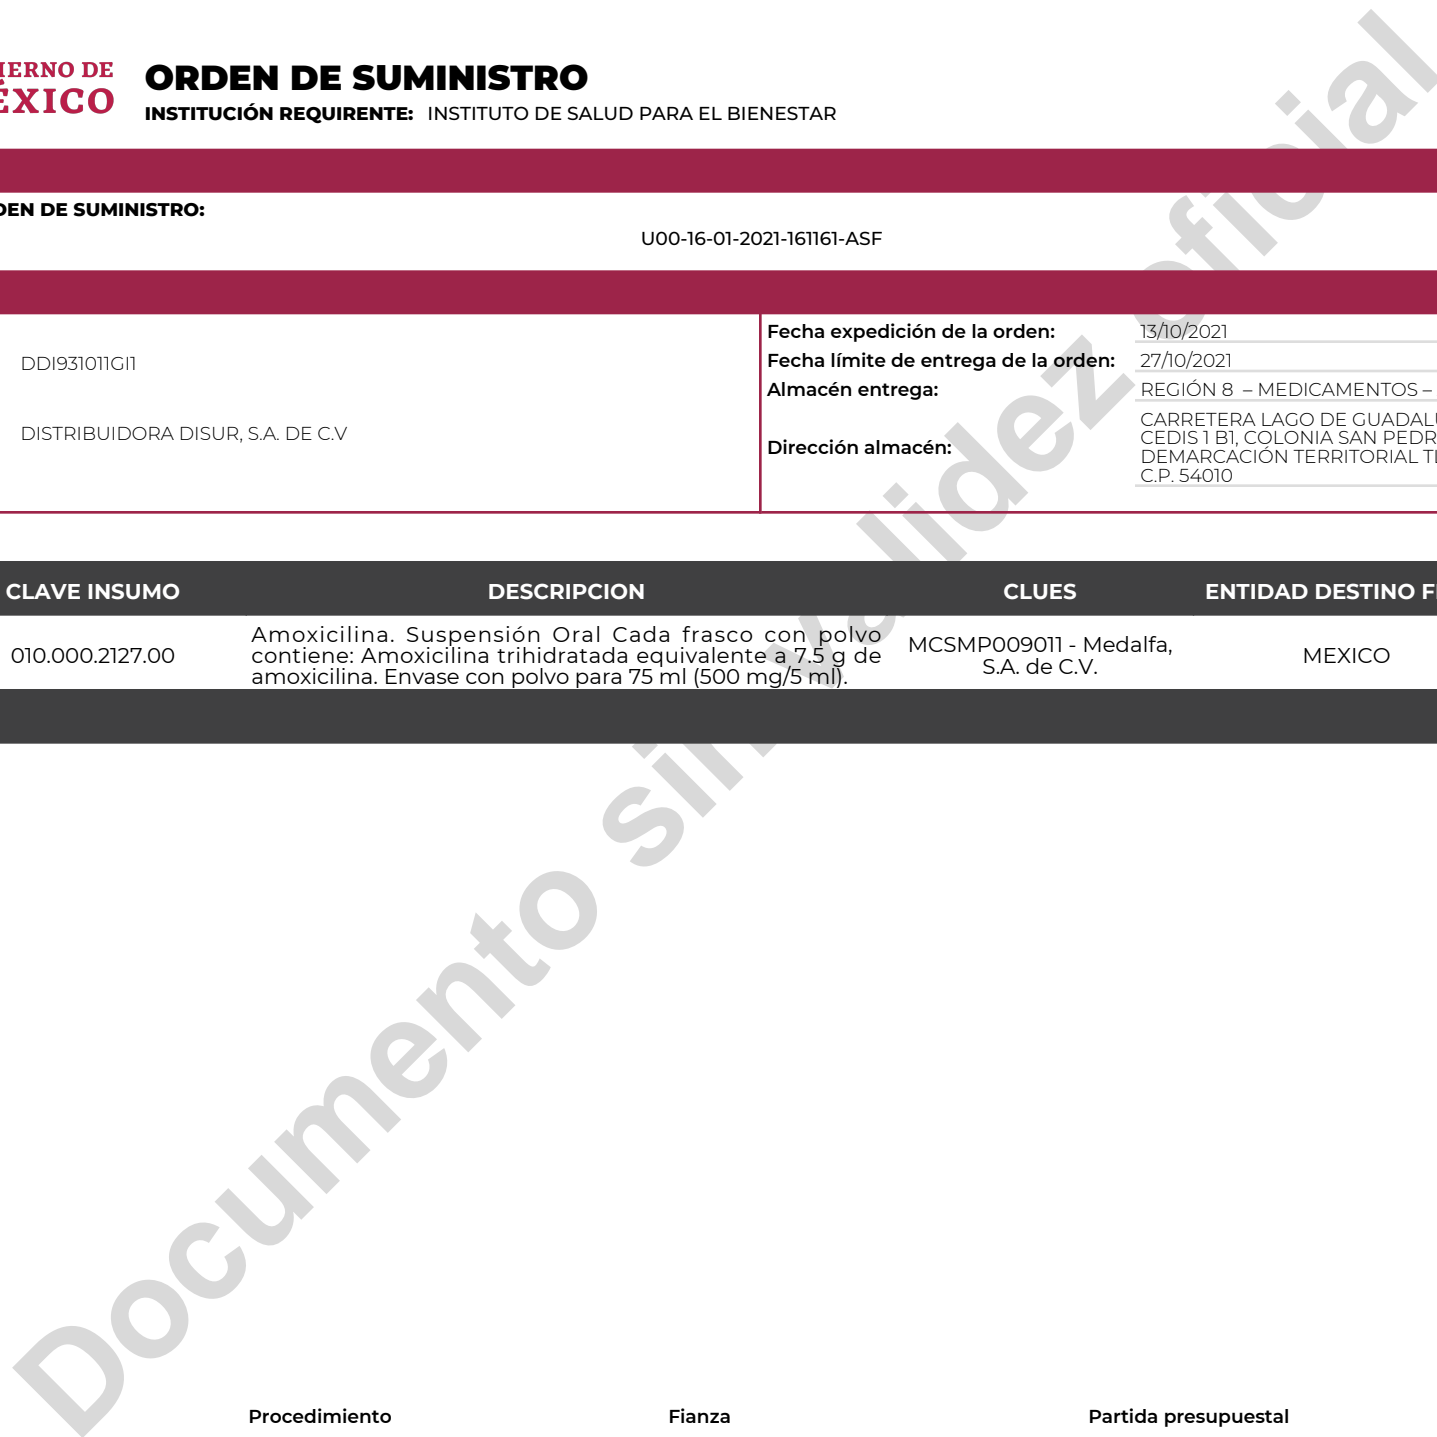 IERNO DE
ÉXICO
ORDEN DE SUMINISTRO
INSTITUCIÓN REQUIRENTE: INSTITUTO DE SALUD PARA EL BIENESTAR
DEN DE SUMINISTRO:
U00-16-01-2021-161161-ASF
DDI931011GI1
DISTRIBUIDORA DISUR, S.A. DE C.V
Fecha expedición de la orden: 13/10/2021
Fecha límite de entrega de la orden: 27/10/2021
Almacén entrega: REGIÓN 8 – MEDICAMENTOS –
Dirección almacén:
CARRETERA LAGO DE GUADALU
CEDIS 1 B1, COLONIA SAN PEDR
DEMARCACIÓN TERRITORIAL TL
C.P. 54010
CLAVE INSUMO DESCRIPCION CLUES ENTIDAD DESTINO FI
010.000.2127.00
Amoxicilina. Suspensión Oral Cada frasco con polvo
contiene: Amoxicilina trihidratada equivalente a 7.5 g de
amoxicilina. Envase con polvo para 75 ml (500 mg/5 ml).
MCSMP009011 - Medalfa,
S.A. de C.V.
MEXICO
Documento sin validez oficial
Procedimiento Fianza Partida presupuestal